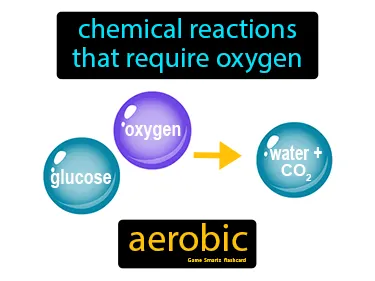 chemical reactions
that require oxygen
oxygen
glucose
water +
CO₂
aerobic
Game Smartz flashcard